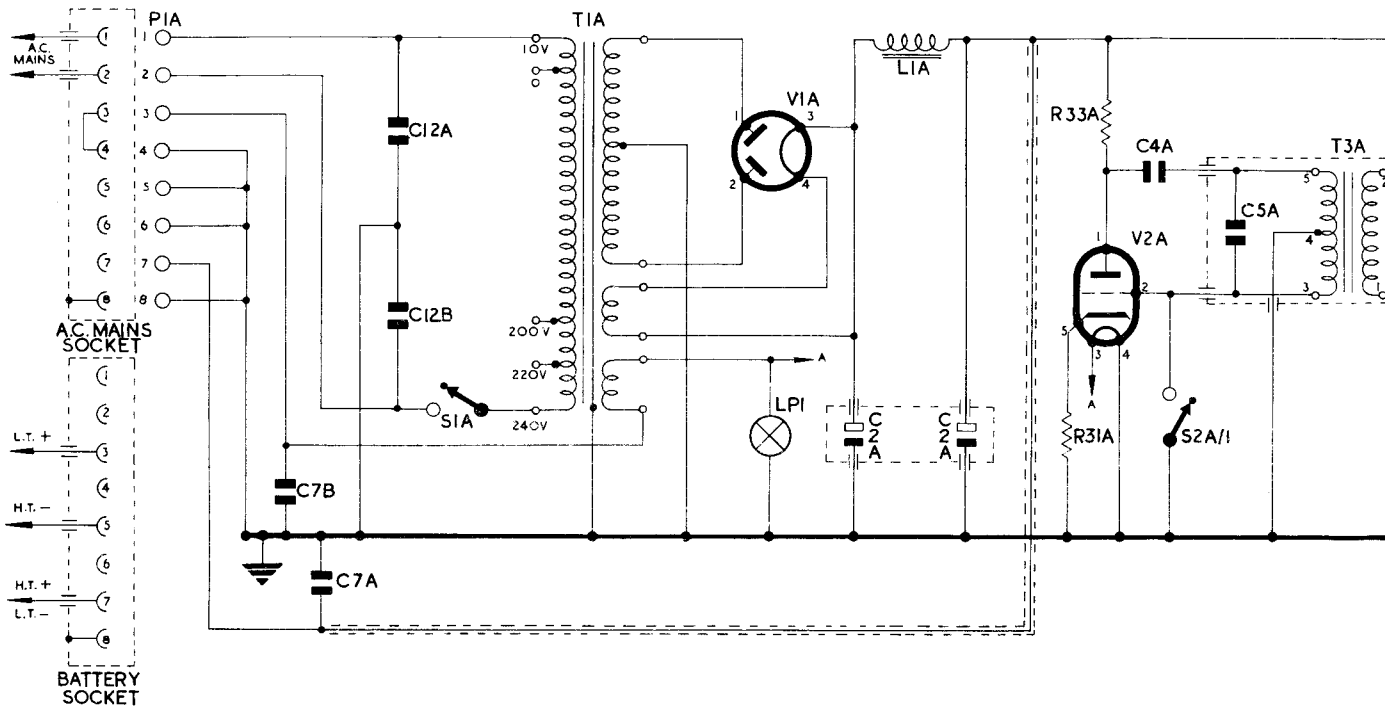 P1A
T1A
1
1
A.C.
MAINS
2
2
3
3
4
4
5
5
6
6
7
7
8
8
A.C. MAINS
SOCKET
C12A
C12B
S1A
10V
0
200V
220V
240V
V1A
1
2
3
4
L1A
A
LP1
C
2
A
C
2
A
C7B
C7A
R33A
C4A
V2A
1
2
3
4
5
A
R31A
S2A/1
T3A
C5A
5
4
3
2
1
1
2
L.T. +
3
4
H.T. -
5
6
H.T. +
7
L.T. -
8
BATTERY
SOCKET